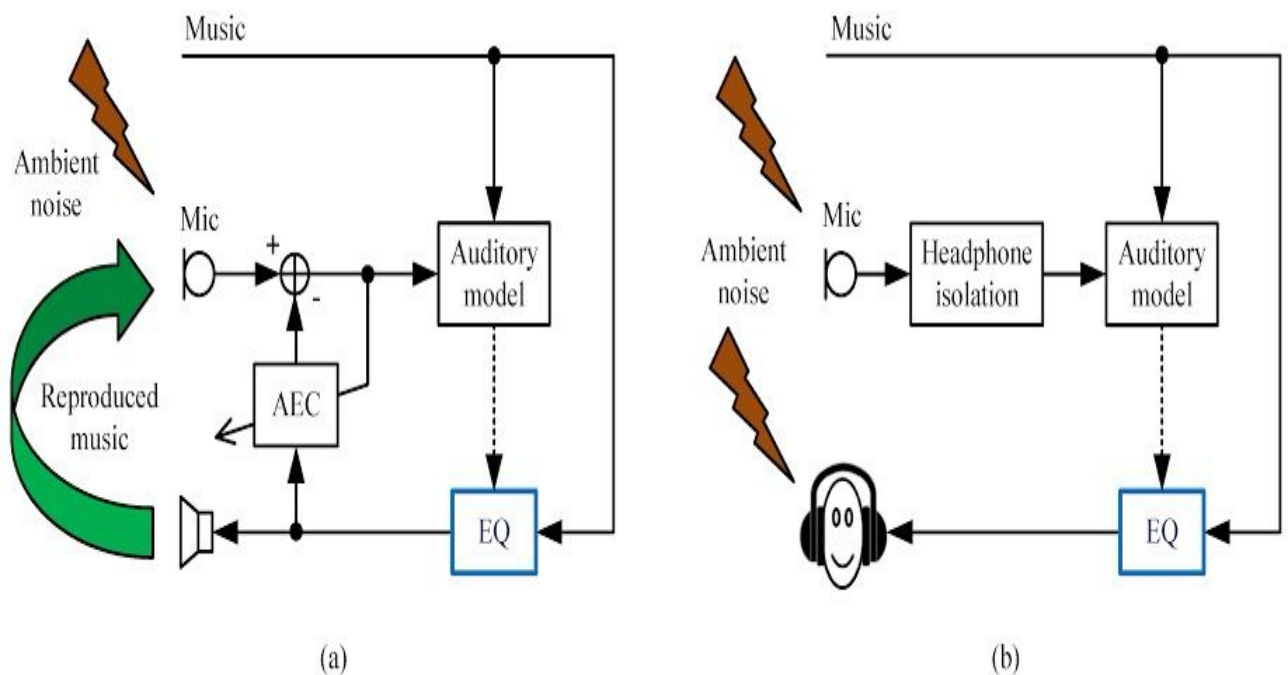 Music
Ambient
noise
Mic
+
-
Auditory
model
AEC
Reproduced
music
EQ
(a)
Music
Ambient
noise
Mic
Headphone
isolation
Auditory
model
EQ
(b)